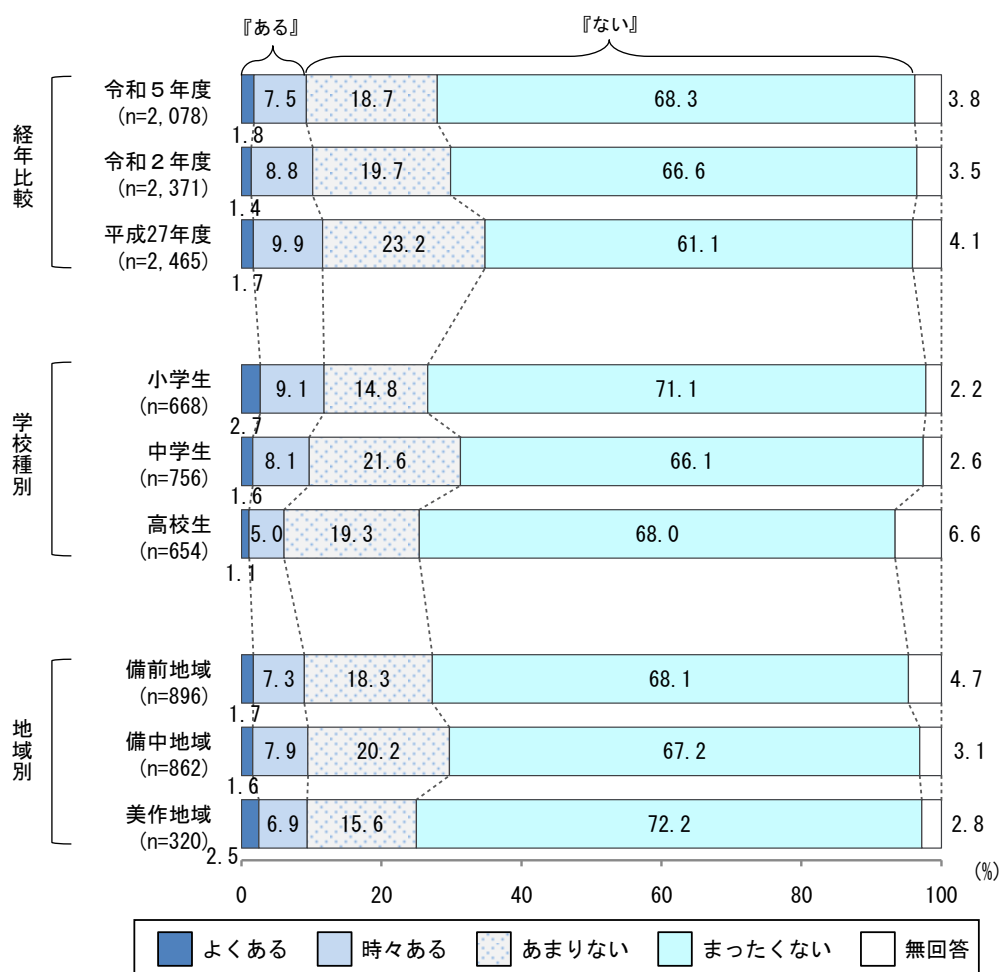 『ある』
『ない』
経年比較
令和５年度
(n=2,078)
1.8
7.5
18.7
68.3
3.8
令和２年度
(n=2,371)
1.4
8.8
19.7
66.6
3.5
平成27年度
(n=2,465)
1.7
9.9
23.2
61.1
4.1
学校種別
小学生
(n=668)
2.7
9.1
14.8
71.1
2.2
中学生
(n=756)
1.6
8.1
21.6
66.1
2.6
高校生
(n=654)
1.1
5.0
19.3
68.0
6.6
地域別
備前地域
(n=896)
1.7
7.3
18.3
68.1
4.7
備中地域
(n=862)
1.6
7.9
20.2
67.2
3.1
美作地域
(n=320)
2.5
6.9
15.6
72.2
2.8
0 20 40 60 80 100 (%)
よくある 時々ある あまりない まったくない 無回答